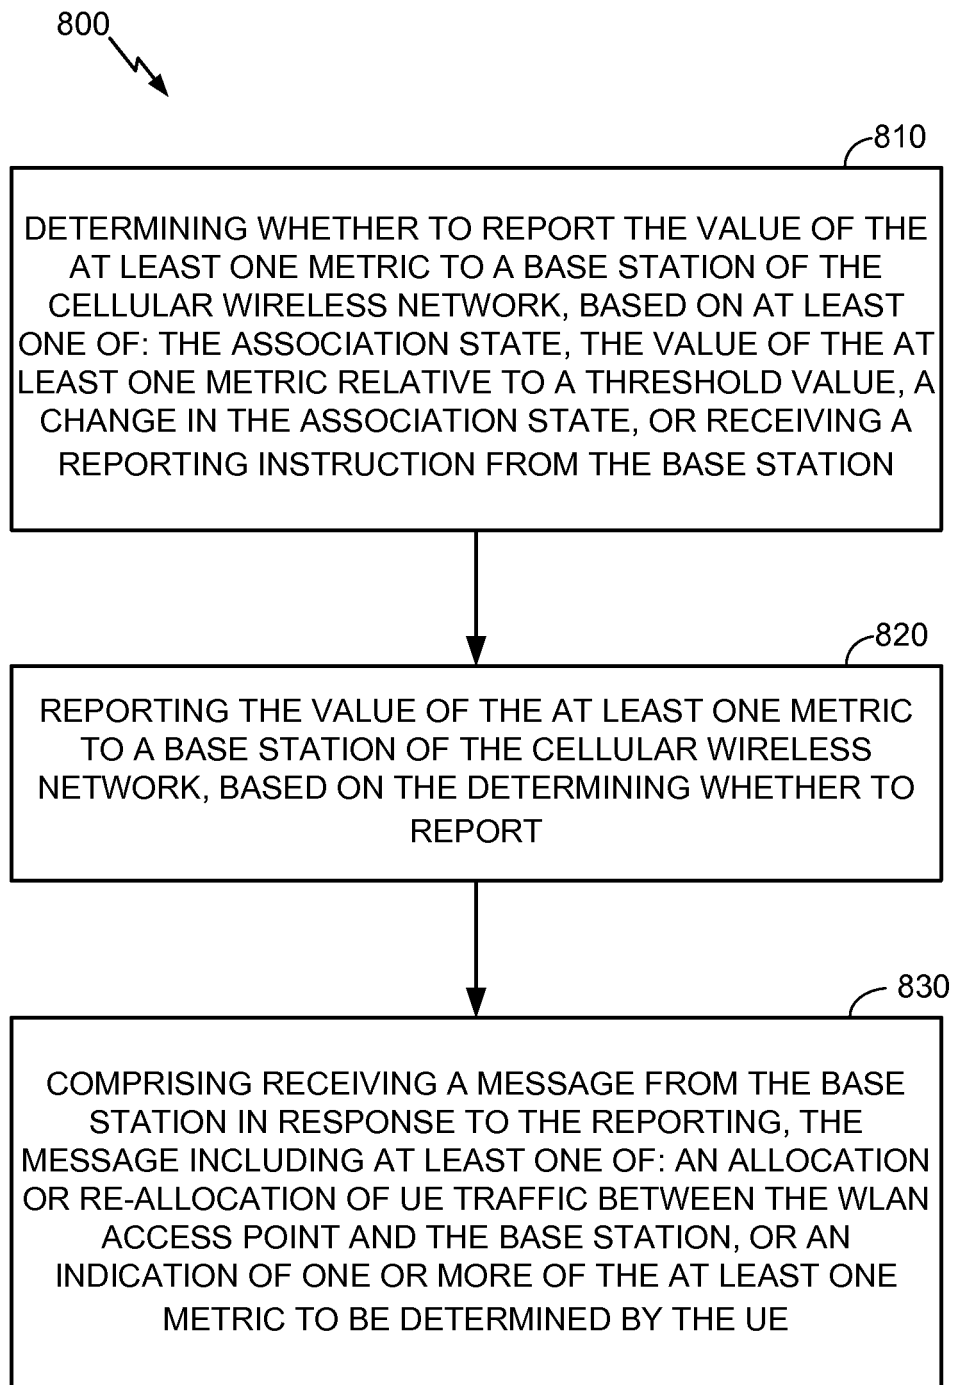 800
810
DETERMINING WHETHER TO REPORT THE VALUE OF THE
AT LEAST ONE METRIC TO A BASE STATION OF THE
CELLULAR WIRELESS NETWORK, BASED ON AT LEAST
ONE OF: THE ASSOCIATION STATE, THE VALUE OF THE AT
LEAST ONE METRIC RELATIVE TO A THRESHOLD VALUE, A
CHANGE IN THE ASSOCIATION STATE, OR RECEIVING A
REPORTING INSTRUCTION FROM THE BASE STATION
820
REPORTING THE VALUE OF THE AT LEAST ONE METRIC
TO A BASE STATION OF THE CELLULAR WIRELESS
NETWORK, BASED ON THE DETERMINING WHETHER TO
REPORT
830
COMPRISING RECEIVING A MESSAGE FROM THE BASE
STATION IN RESPONSE TO THE REPORTING, THE
MESSAGE INCLUDING AT LEAST ONE OF: AN ALLOCATION
OR RE-ALLOCATION OF UE TRAFFIC BETWEEN THE WLAN
ACCESS POINT AND THE BASE STATION, OR AN
INDICATION OF ONE OR MORE OF THE AT LEAST ONE
METRIC TO BE DETERMINED BY THE UE